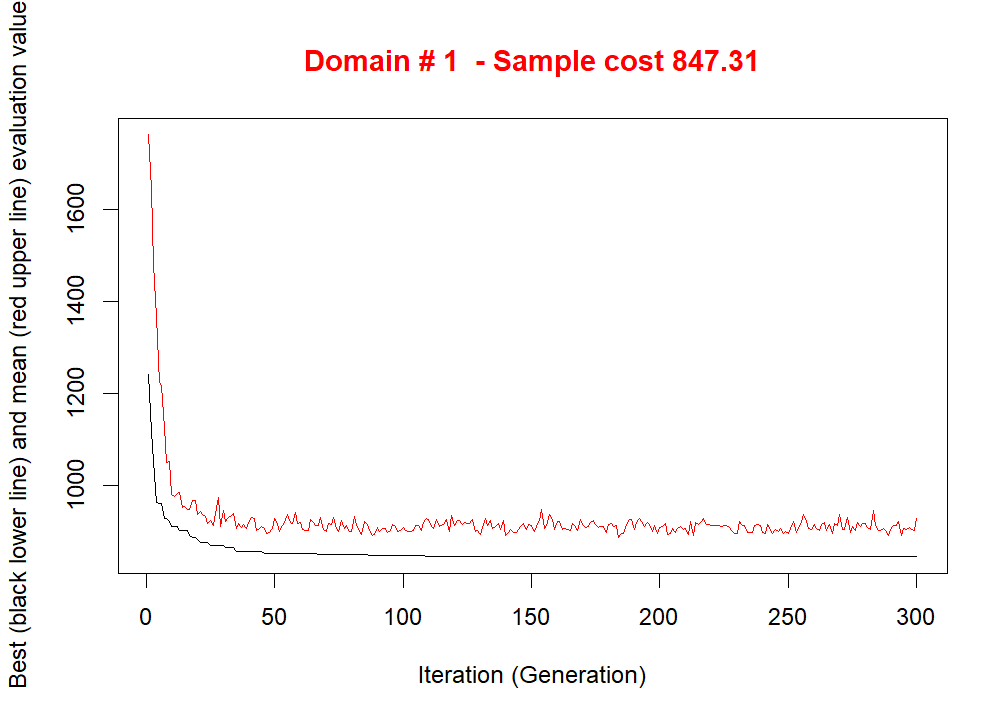 Domain # 1  - Sample cost 847.31
Best (black lower line) and mean (red upper line) evaluation value
1600
1400
1200
1000
0 50 100 150 200 250 300
Iteration (Generation)